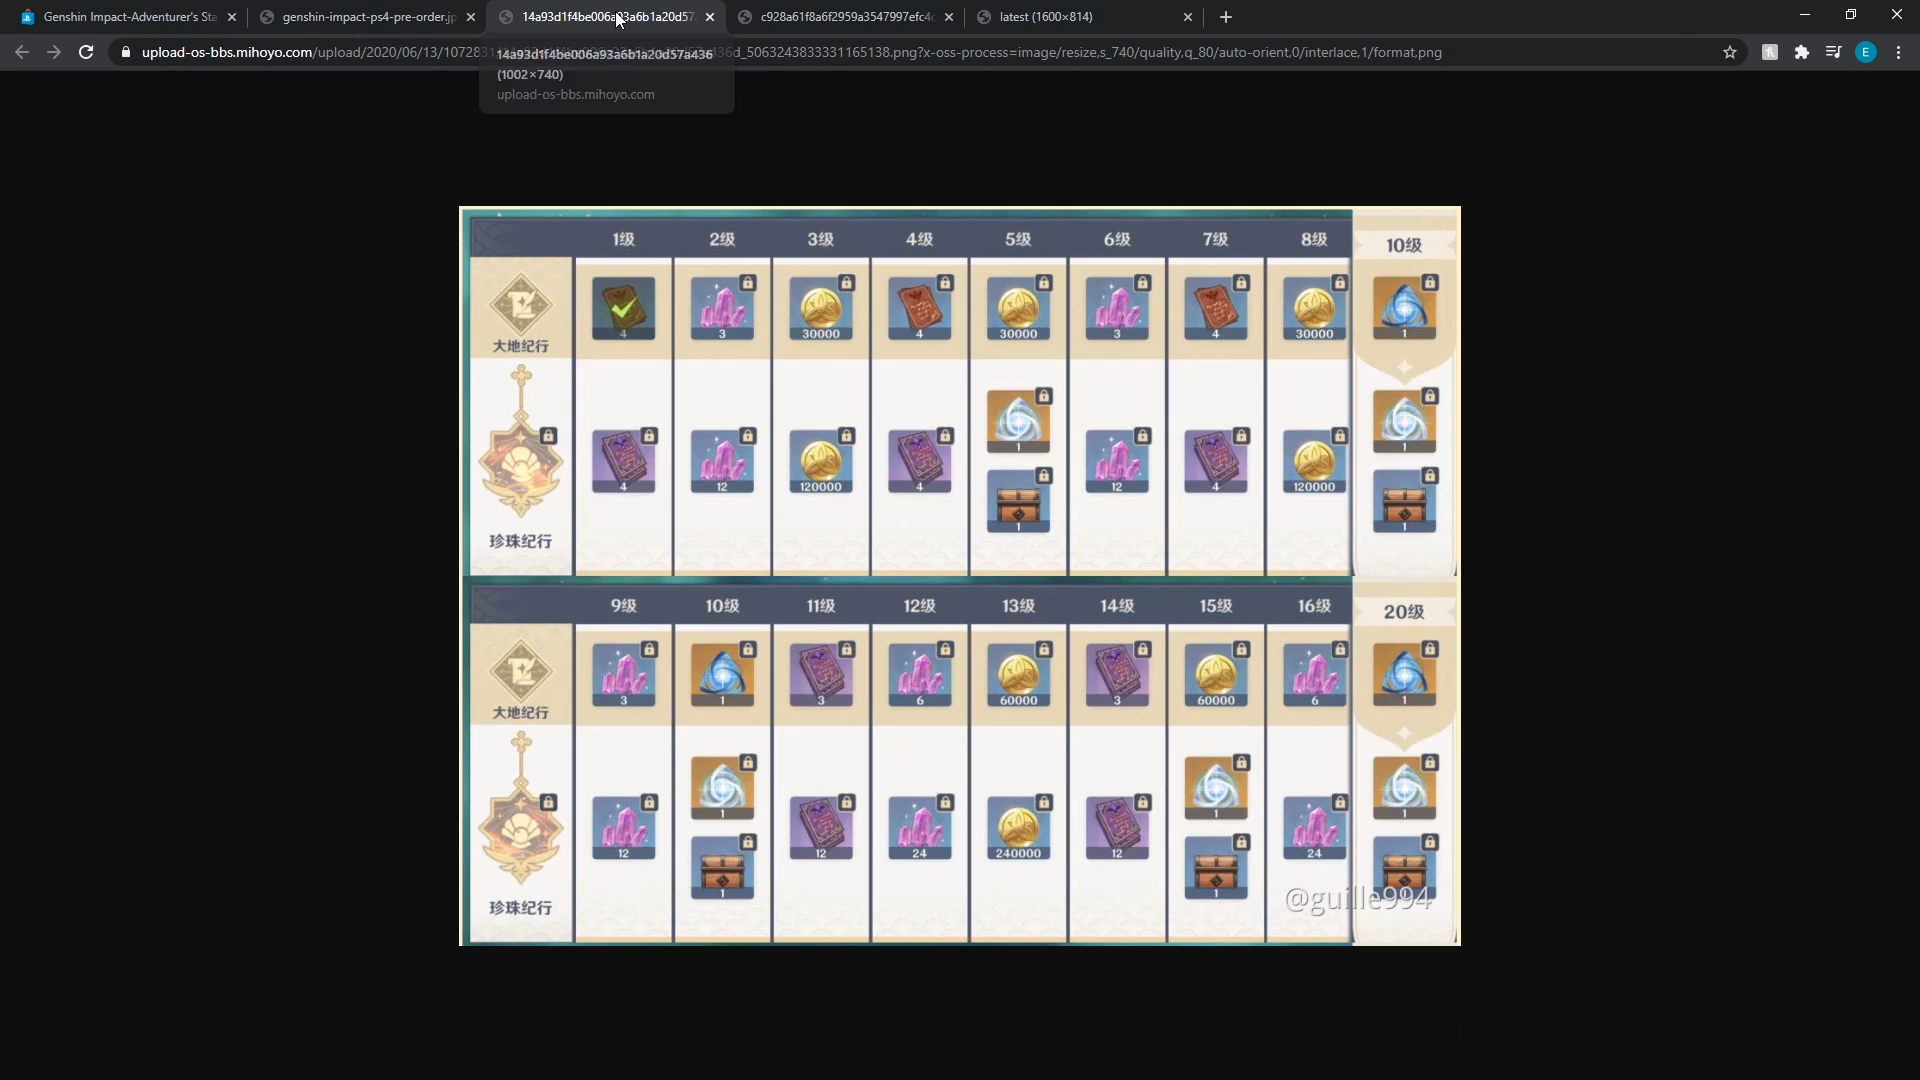 Genshin Impact-Adventurer's Sta
genshin-impact-ps4-pre-order.jp
14a93d1f4be006a93a6b1a20d57
c928a61f8a6f2959a3547997efc4c
latest (1600×814)
upload-os-bbs.mihoyo.com/upload/2020/06/13/107283
d_5063243833331165138.png?x-oss-process=image/resize,s_740/quality,q_80/auto-orient,0/interlace,1/format,png
E
14a93d1f4be006a93a6b1a20d57a436
(1002×740)
upload-os-bbs.mihoyo.com
1级 2级 3级 4级 5级 6级 7级 8级 10级
大地纪行
4 3 30000 4 30000 3 4 30000 1
珍珠纪行
1 1
4 12 120000 4 12 4 120000
1 1
9级 10级 11级 12级 13级 14级 15级 16级 20级
大地纪行
3 1 3 6 60000 3 60000 6 1
珍珠纪行
1 1 1
12 12 24 240000 12 24
1 1
@guille994